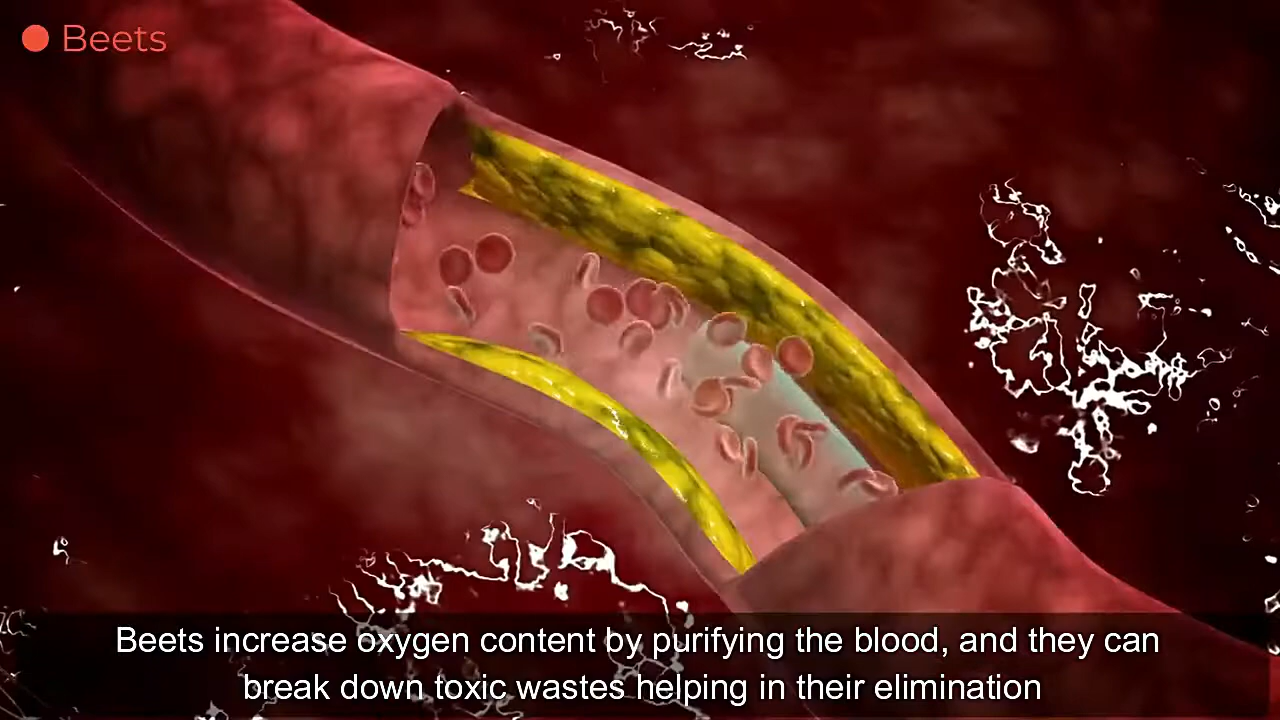 Beets
Beets increase oxygen content by purifying the blood, and they can
break down toxic wastes helping in their elimination